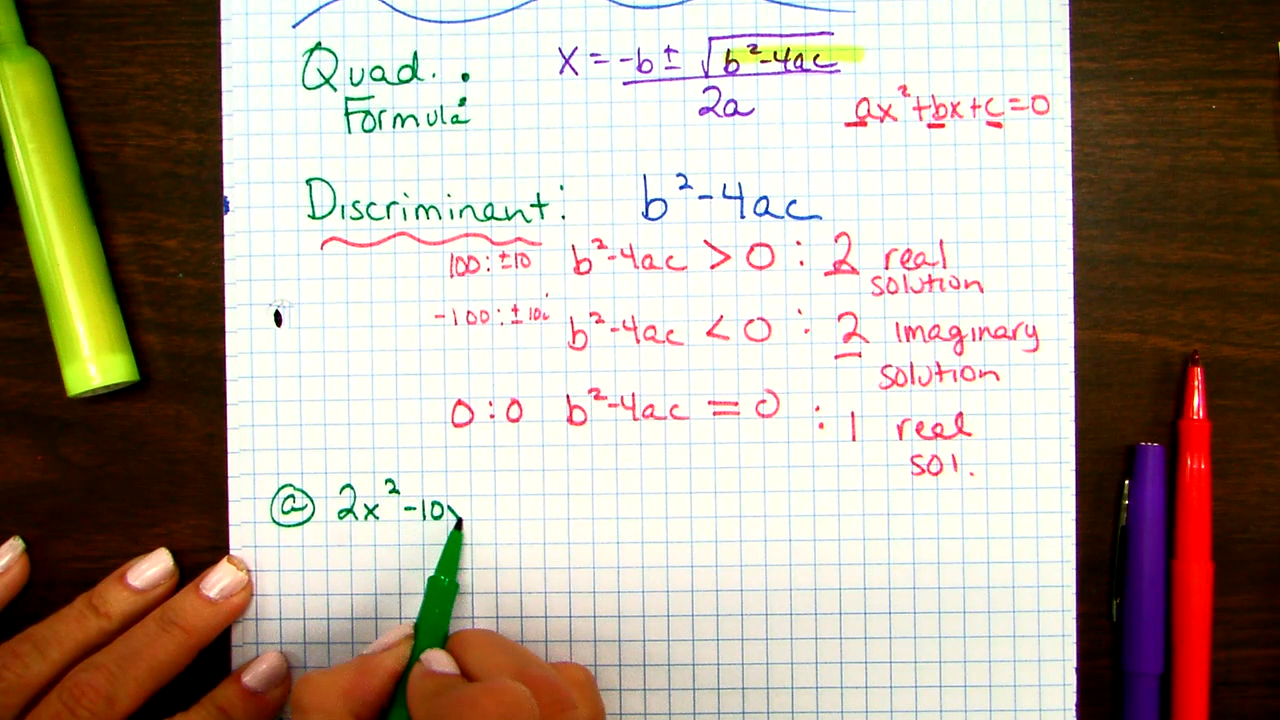 Quad. Formula:
x = -b ± √b²-4ac
2a
ax²+bx+c=0
Discriminant: b²-4ac
100: ±10 b²-4ac > 0 : 2 real solution
-100: ±10i b²-4ac < 0 : 2 imaginary solution
0:0 b²-4ac = 0 : 1 real sol.
ⓐ 2x²-10